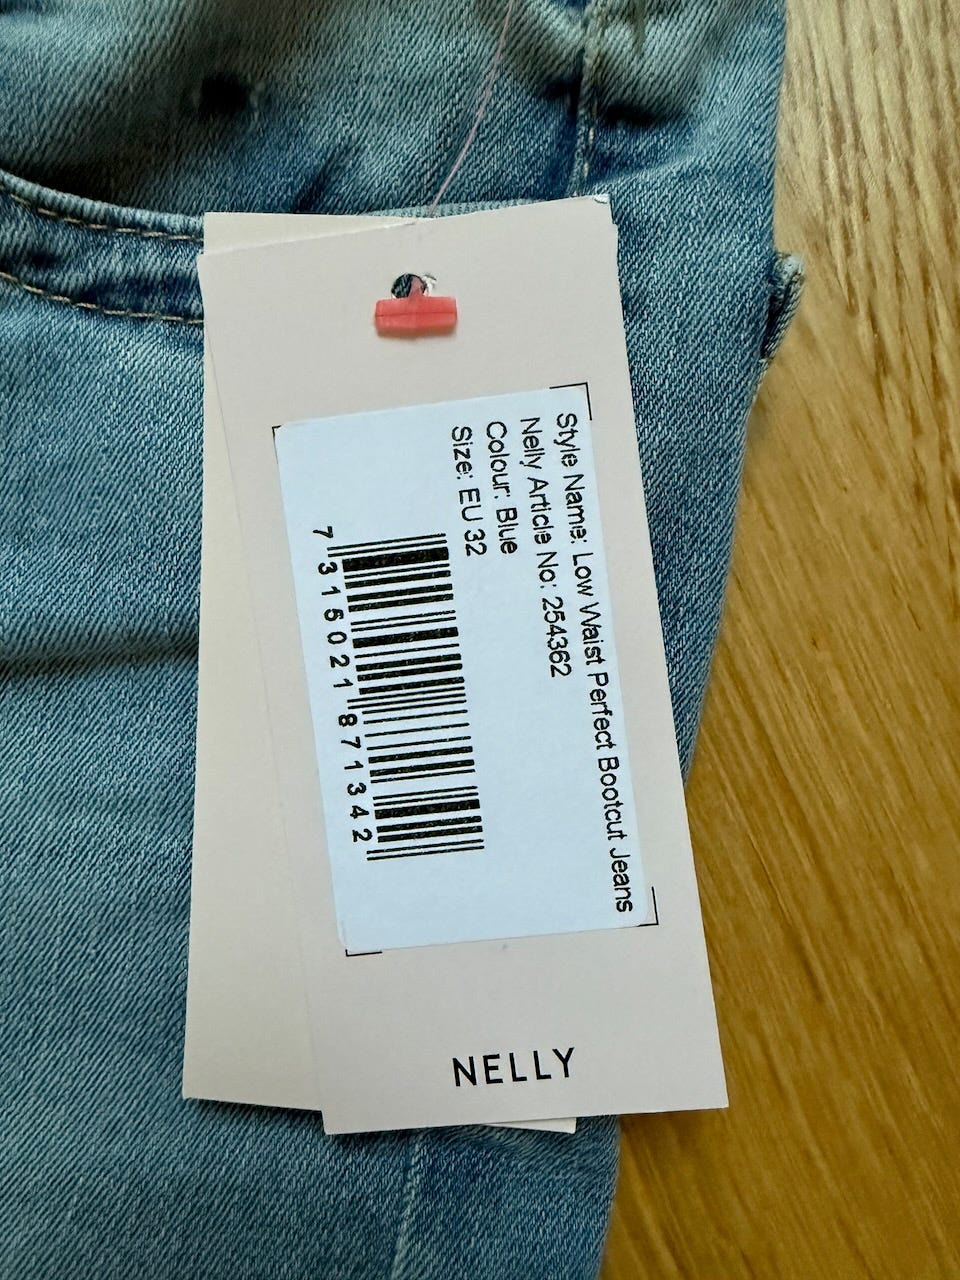 Style Name: Low Waist Perfect Bootcut Jeans
Nelly Article No: 254362
Colour: Blue
Size: EU 32
7 315021 871342
NELLY